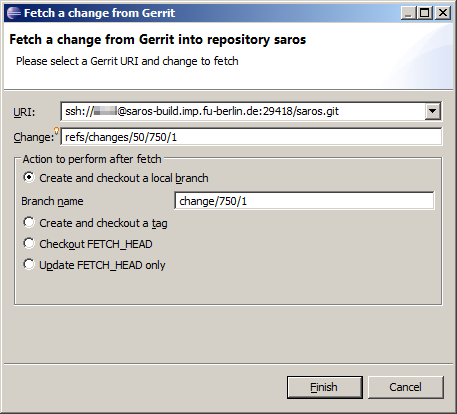 Fetch a change from Gerrit
Fetch a change from Gerrit into repository saros
Please select a Gerrit URI and change to fetch
URI: ssh://@saros-build.imp.fu-berlin.de:29418/saros.git
Change: refs/changes/50/750/1
Action to perform after fetch
Create and checkout a local branch
Branch name change/750/1
Create and checkout a tag
Checkout FETCH_HEAD
Update FETCH_HEAD only
Finish Cancel